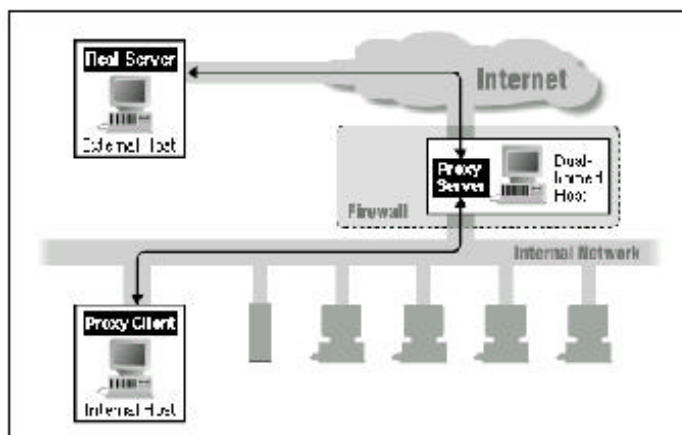 Real Server
External Host
Internet
Proxy
Server
Dual-
homed
Host
Firewall
Internal Network
Proxy Client
Internal Host